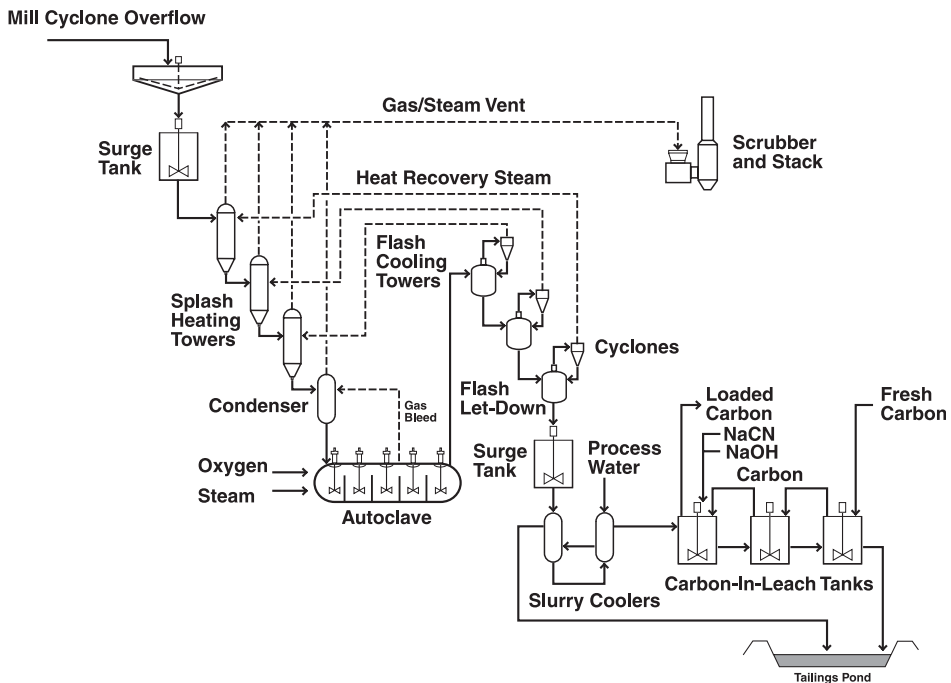 Mill Cyclone Overflow
Gas/Steam Vent
Surge
Tank
Scrubber
and Stack
Heat Recovery Steam
Flash
Cooling
Towers
Splash
Heating
Towers
Cyclones
Condenser
Gas
Bleed
Flash
Let-Down
Loaded
Carbon
Fresh
Carbon
NaCN
NaOH
Surge
Tank
Process
Water
Carbon
Oxygen
Steam
Autoclave
Carbon-In-Leach Tanks
Slurry Coolers
Tailings Pond